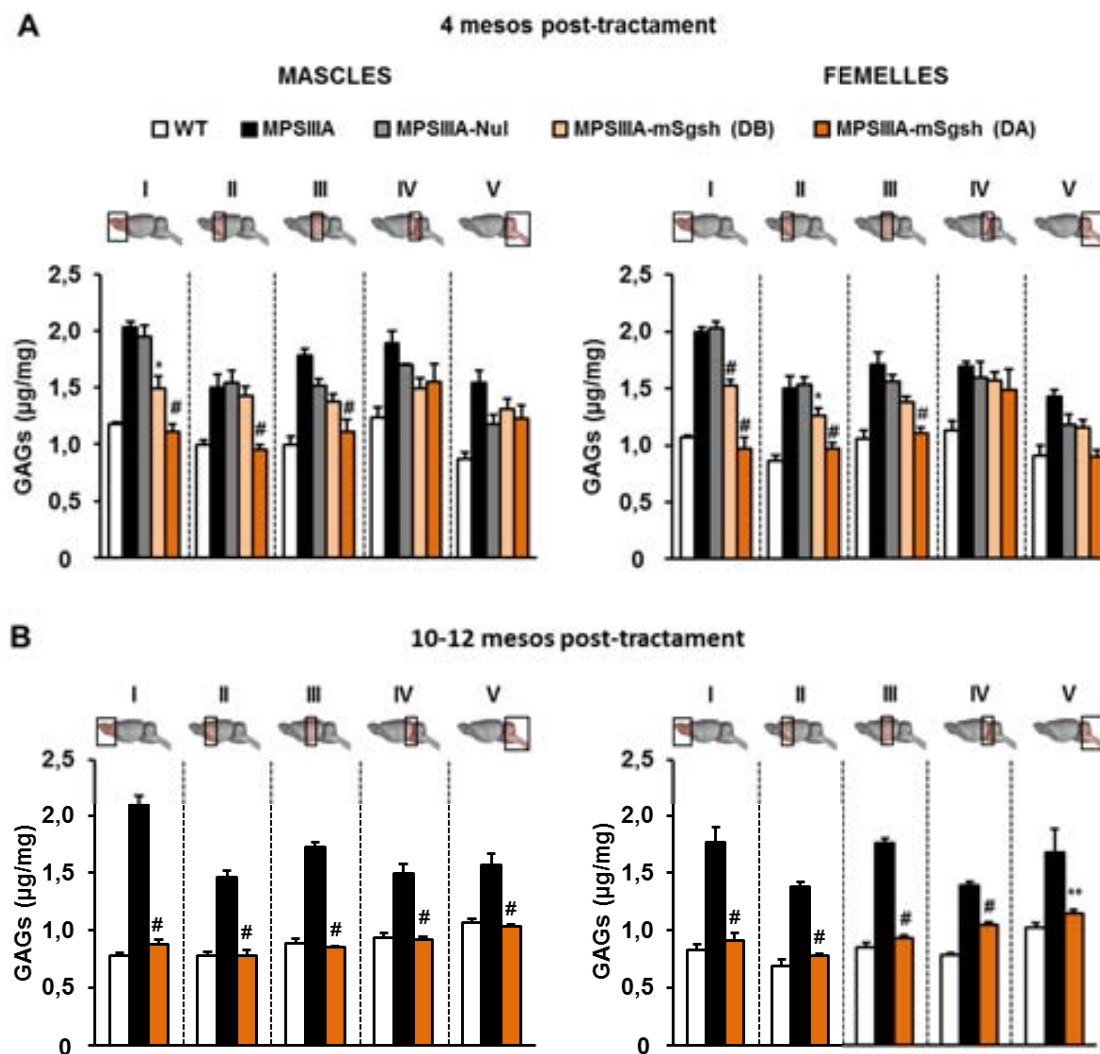 A
4 mesos post-tractament
MASCLES FEMELLES
WT MPSIIIA MPSIIIA-Nul MPSIIIA-mSgsh (DB) MPSIIIA-mSgsh (DA)
I II III IV V I II III IV V
GAGs (µg/mg)
2,5
2,0
1,5
1,0
0,5
0
* # # #
GAGs (µg/mg)
2,5
2,0
1,5
1,0
0,5
0
# # * # #
B
10-12 mesos post-tractament
I II III IV V I II III IV V
GAGs (µg/mg)
2,5
2,0
1,5
1,0
0,5
0
# # # # #
GAGs (µg/mg)
2,5
2,0
1,5
1,0
0,5
0
# # # # **